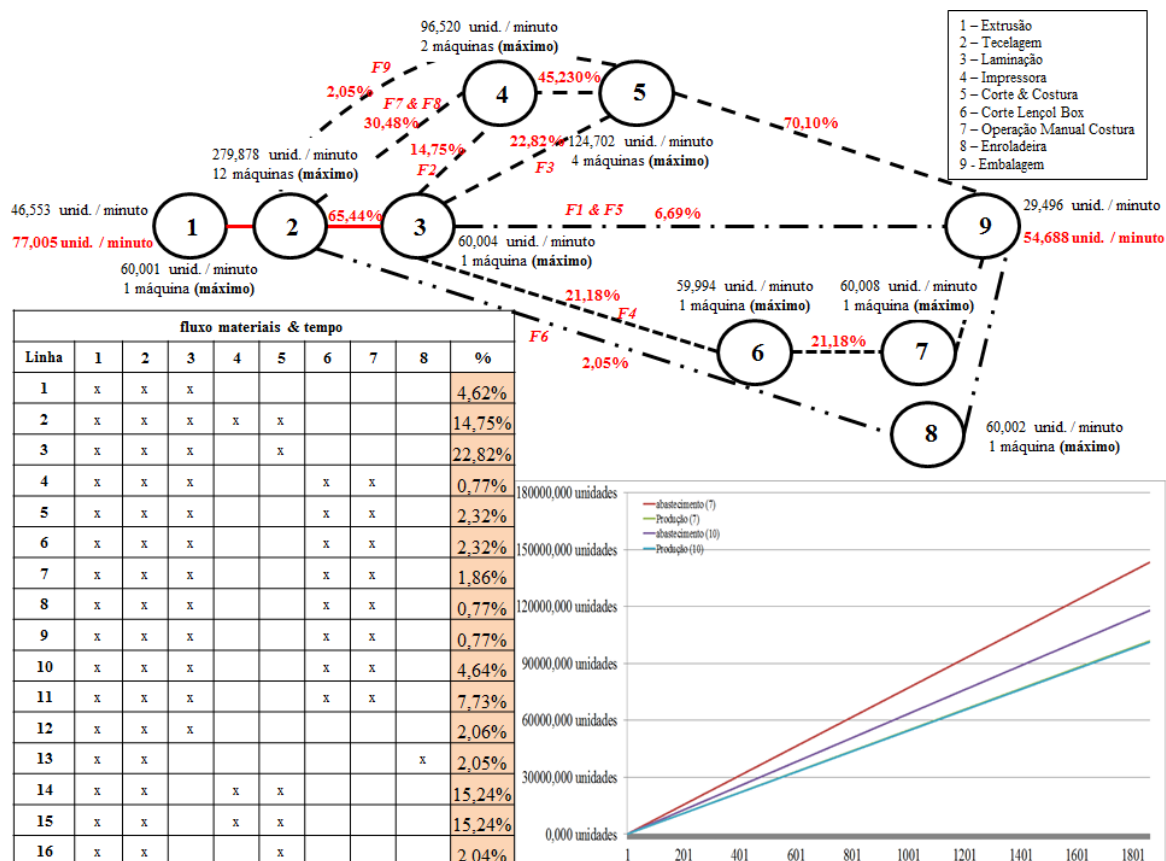 96,520 unid. / minuto
2 máquinas (máximo)
1 – Extrusão
2 – Tecelagem
3 – Laminação
4 – Impressora
5 – Corte & Costura
6 – Corte Lençol Box
7 – Operação Manual Costura
8 – Enroladeira
9 - Embalagem
F9
2,05%
4
45,230%
5
F7 & F8
30,48%
70,10%
279,878 unid. / minuto
12 máquinas (máximo)
14,75%
F2
22,82%
F3
124,702 unid. / minuto
4 máquinas (máximo)
46,553 unid. / minuto
77,005 unid. / minuto
1
2
65,44%
3
F1 & F5
6,69%
9
29,496 unid. / minuto
54,688 unid. / minuto
60,001 unid. / minuto
1 máquina (máximo)
60,004 unid. / minuto
1 máquina (máximo)
59,994 unid. / minuto
1 máquina (máximo)
60,008 unid. / minuto
1 máquina (máximo)
21,18%
F4
F6
2,05%
6
21,18%
7
8
60,002 unid. / minuto
1 máquina (máximo)
fluxo materiais & tempo
Linha 1 2 3 4 5 6 7 8 %
1 x x x 4,62%
2 x x x x x 14,75%
3 x x x x 22,82%
4 x x x x x 0,77%
5 x x x x x 2,32%
6 x x x x x 2,32%
7 x x x x x 1,86%
8 x x x x x 0,77%
9 x x x x x 0,77%
10 x x x x x 4,64%
11 x x x x x 7,73%
12 x x x 2,06%
13 x x x 2,05%
14 x x x x 15,24%
15 x x x x 15,24%
16 x x x 2,04%
180000,000 unidades
150000,000 unidades
120000,000 unidades
90000,000 unidades
60000,000 unidades
30000,000 unidades
0,000 unidades
abastecimento (7)
Produção (7)
abastecimento (10)
Produção (10)
1 201 401 601 801 1001 1201 1401 1601 1801